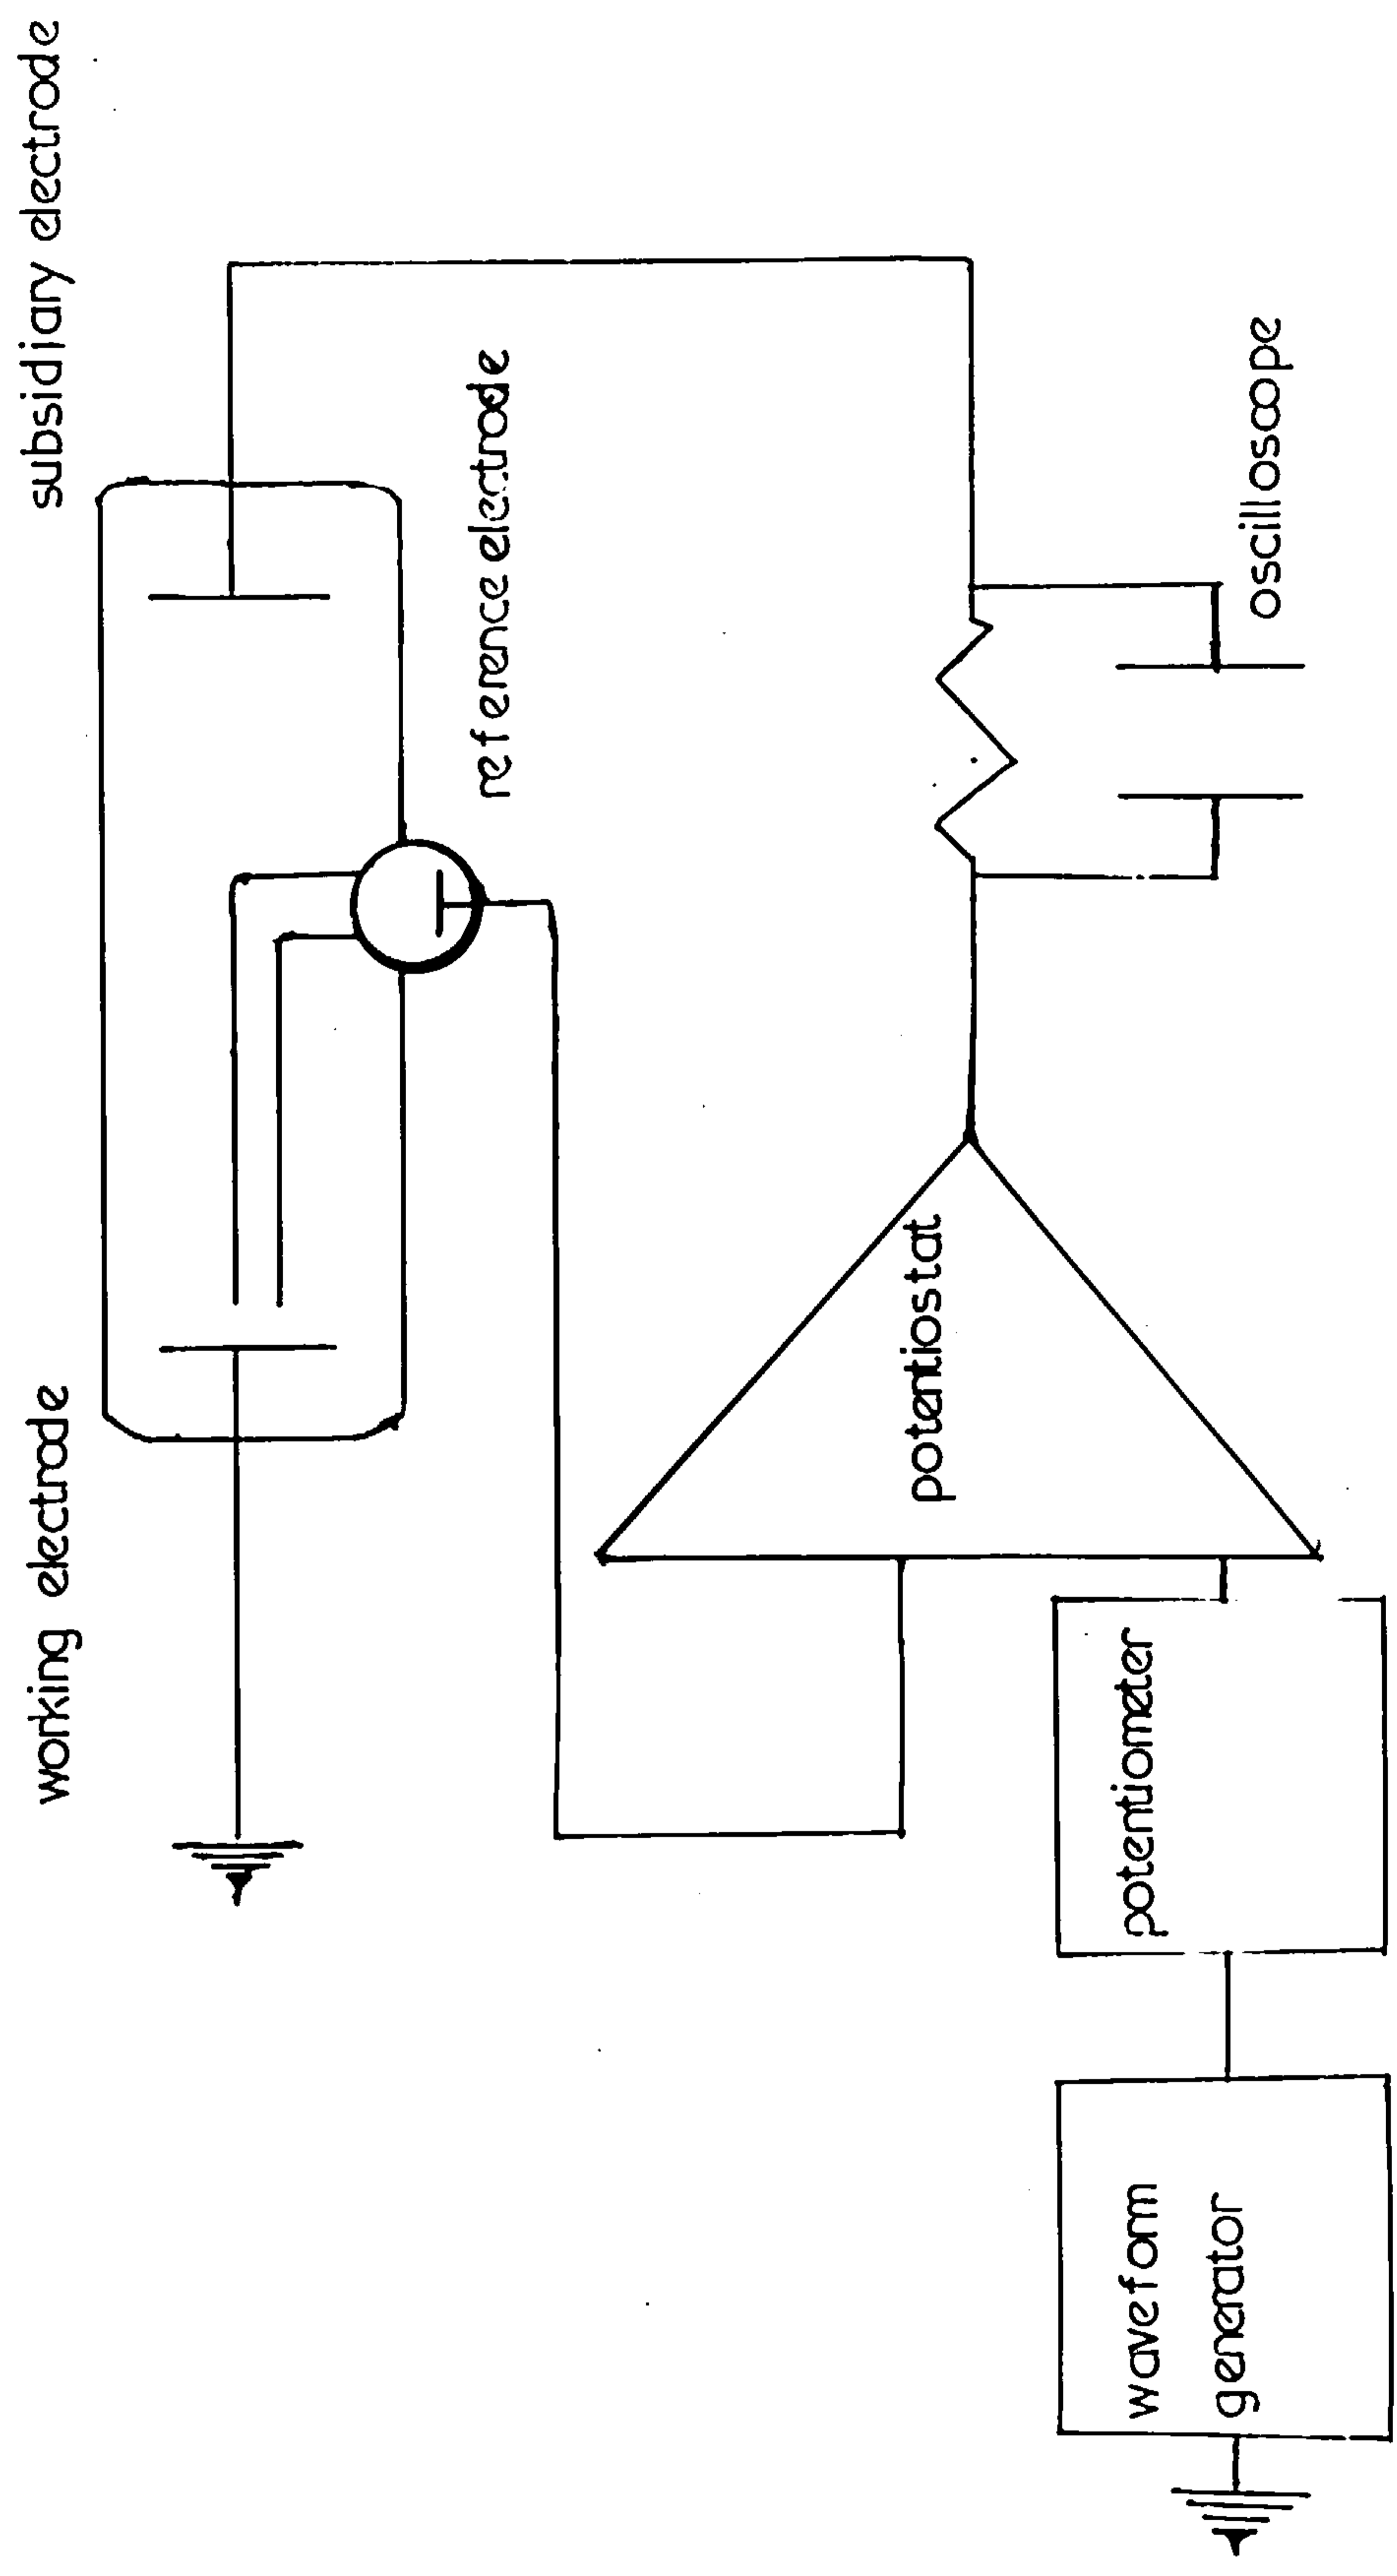 working electrode
subsidiary electrode
reference electrode
potentiostat
oscilloscope
potentiometer
waveform
generator